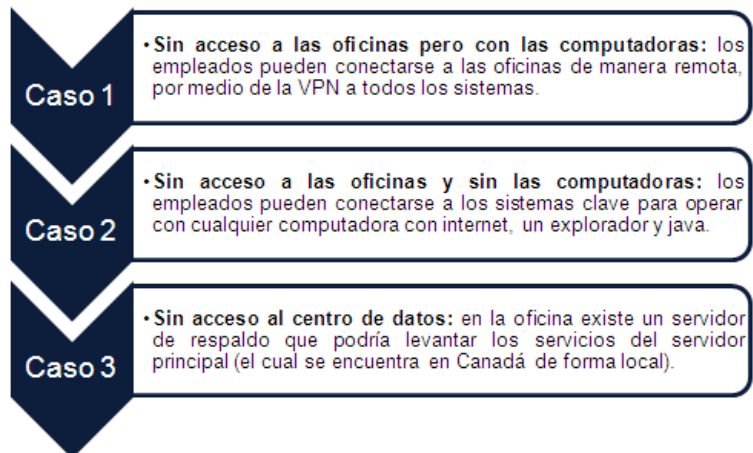 Caso 1
• Sin acceso a las oficinas pero con las computadoras: los
empleados pueden conectarse a las oficinas de manera remota,
por medio de la VPN a todos los sistemas.
Caso 2
• Sin acceso a las oficinas y sin las computadoras: los
empleados pueden conectarse a los sistemas clave para operar
con cualquier computadora con internet, un explorador y java.
Caso 3
• Sin acceso al centro de datos: en la oficina existe un servidor
de respaldo que podría levantar los servicios del servidor
principal (el cual se encuentra en Canadá de forma local).